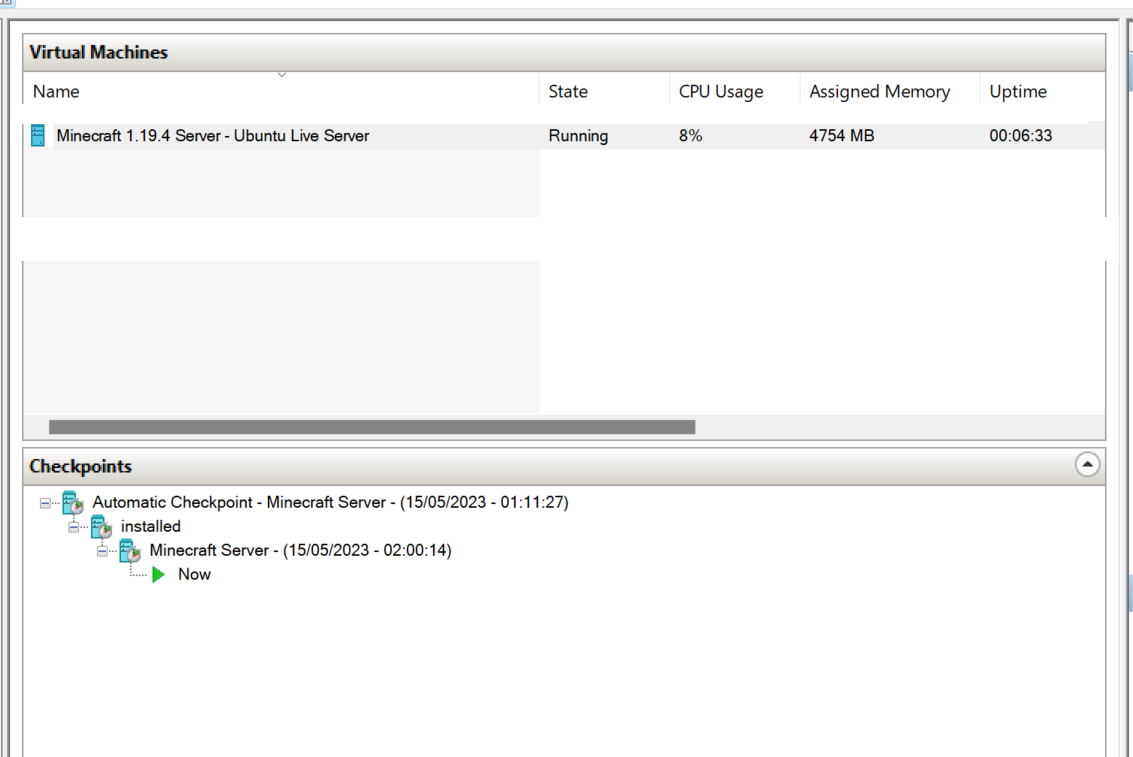 Virtual Machines
Name State CPU Usage Assigned Memory Uptime
Minecraft 1.19.4 Server - Ubuntu Live Server Running 8% 4754 MB 00:06:33
Checkpoints
Automatic Checkpoint - Minecraft Server - (15/05/2023 - 01:11:27)
installed
Minecraft Server - (15/05/2023 - 02:00:14)
Now